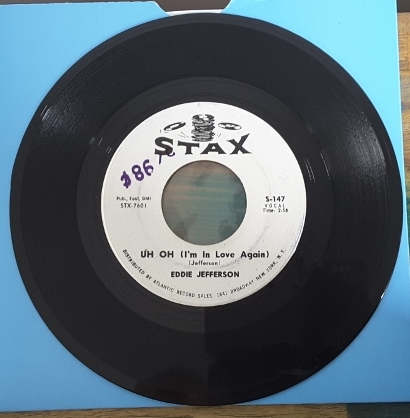 STAX
Pub., East, BMI
STX-7601
S-147
VOCAL
Time: 2:58
UH OH (I'm In Love Again)
(Jefferson)
EDDIE JEFFERSON
DISTRIBUTED BY ATLANTIC RECORD SALES, 1841 BROADWAY NEW YORK, N. Y.